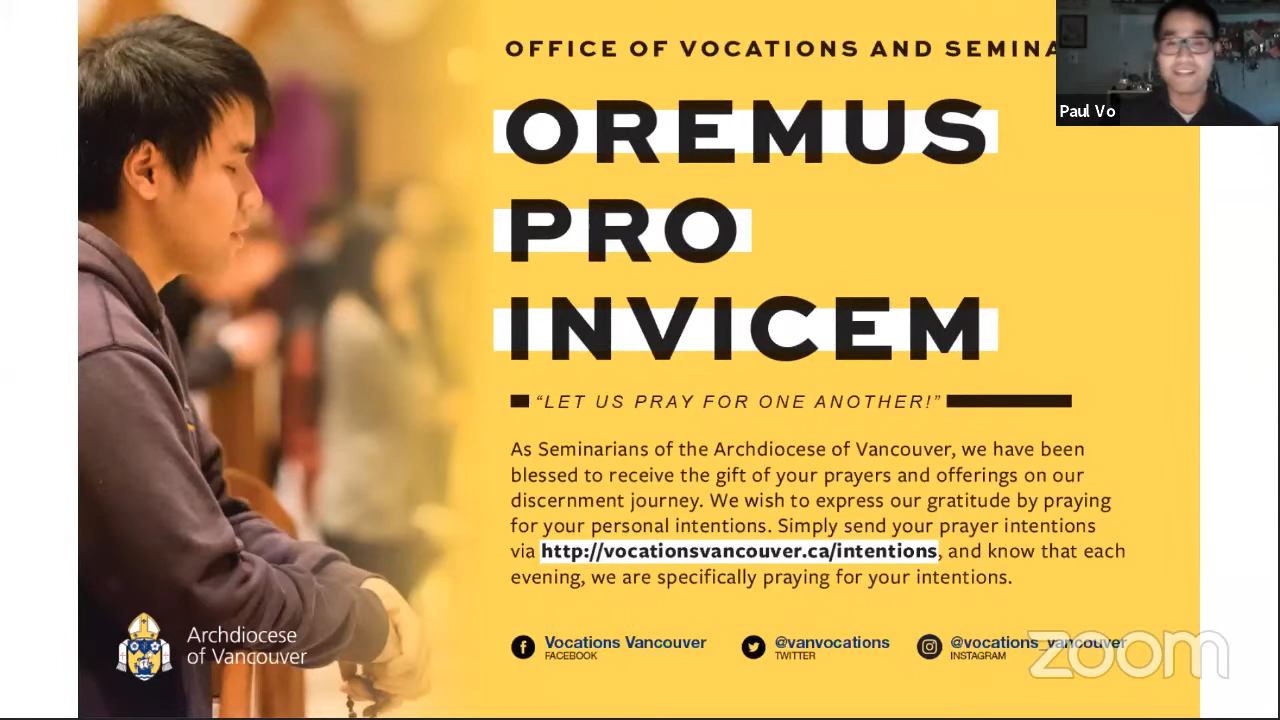 OFFICE OF VOCATIONS AND
Paul Vo
OREMUS
PRO
INVICEM
“LET US PRAY FOR ONE ANOTHER!”
As Seminarians of the Archdiocese of Vancouver, we have been
blessed to receive the gift of your prayers and offerings on our
discernment journey. We wish to express our gratitude by praying
for your personal intentions. Simply send your prayer intentions
via http://vocationsvancouver.ca/intentions, and know that each
evening, we are specifically praying for your intentions.
Archdiocese
of Vancouver
Vocations Vancouver
FACEBOOK
@vanvocations
TWITTER
@vocations_vancouver
INSTAGRAM
zoom